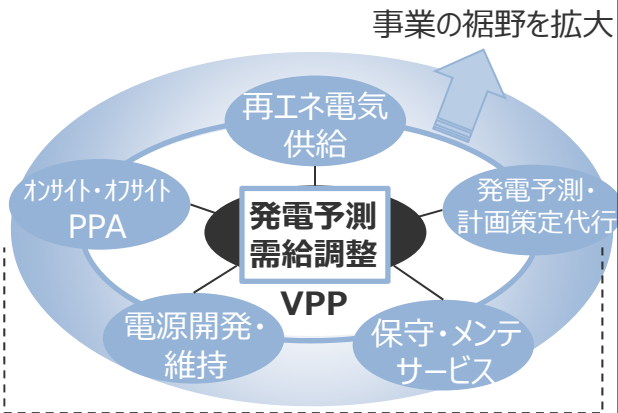 事業の裾野を拡大
再エネ電気
供給
ｵﾝｻｲﾄ・ｵﾌｻｲﾄ
PPA
発電予測・
計画策定代行
発電予測
需給調整
VPP
電源開発・
維持
保守・メンテ
サービス